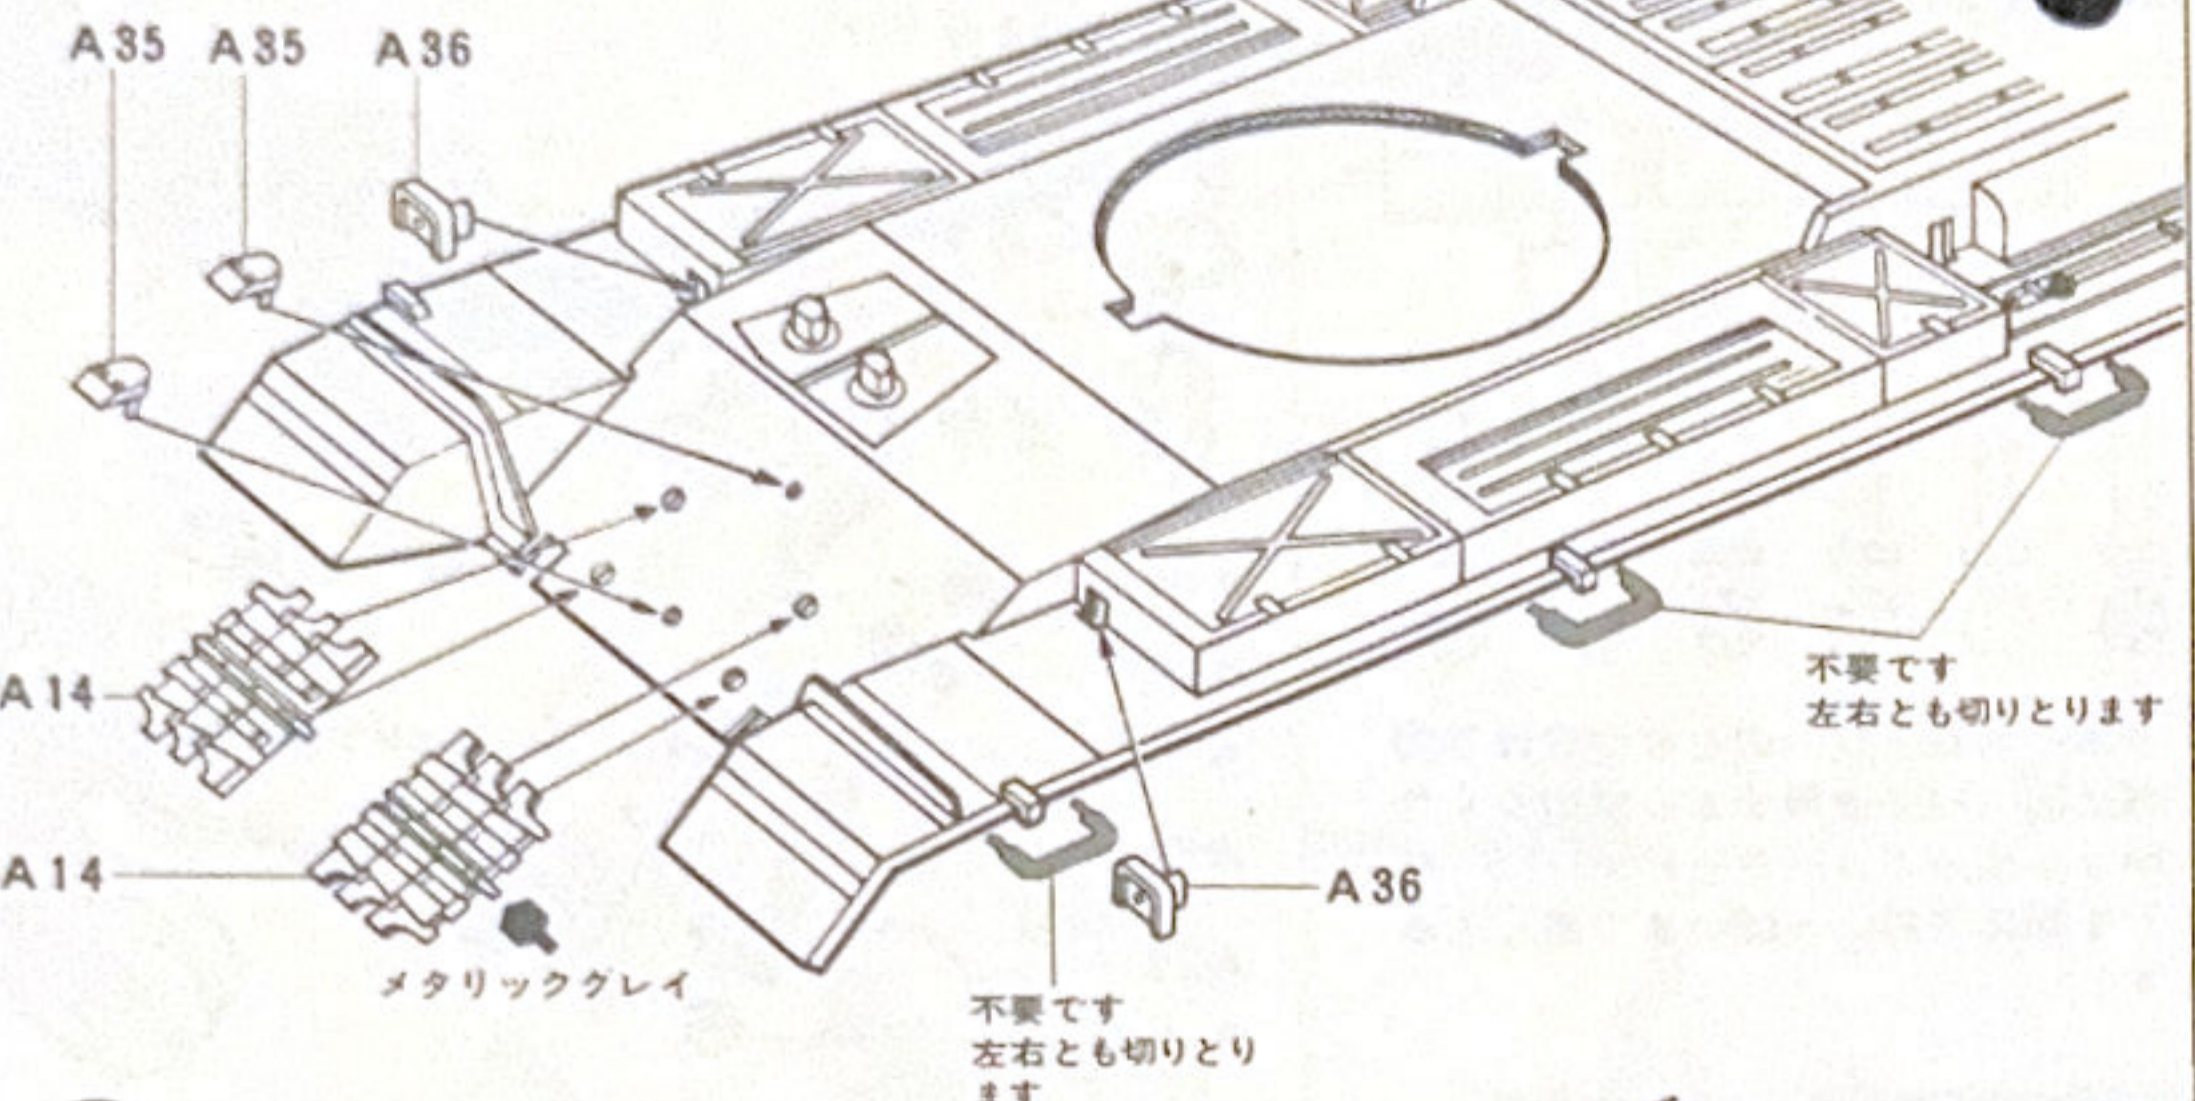 A35 A35 A36
不要です
左右とも切りとります
A14
A14
A36
メタリックグレイ
不要です
左右とも切りとり
ます